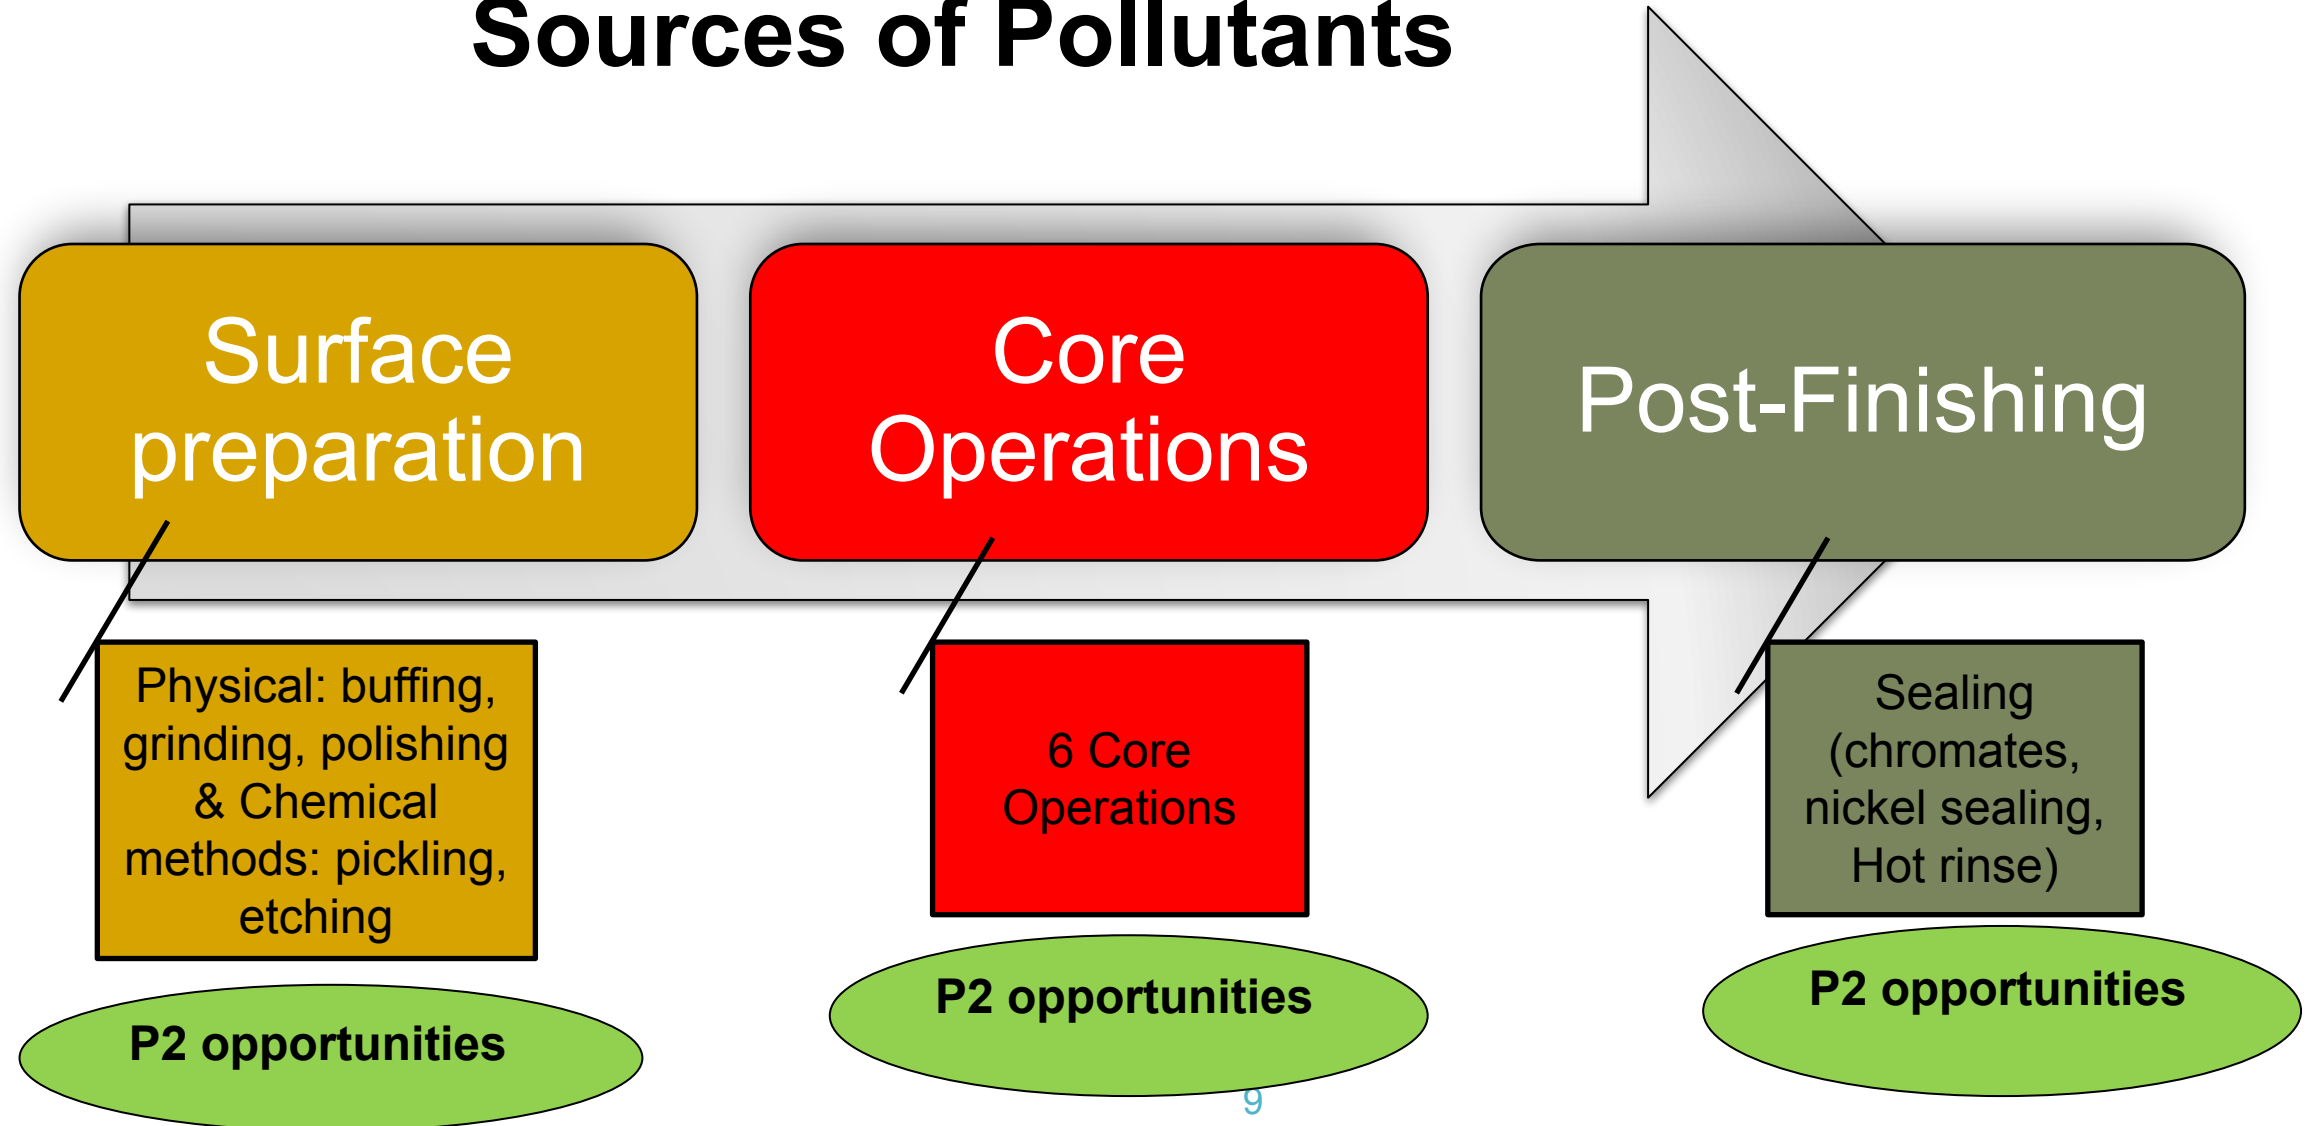 Sources of Pollutants
Surface
preparation
Core
Operations
Post-Finishing
Physical: buffing,
grinding, polishing
& Chemical
methods: pickling,
etching
6 Core
Operations
Sealing
(chromates,
nickel sealing,
Hot rinse)
P2 opportunities
P2 opportunities
P2 opportunities
9